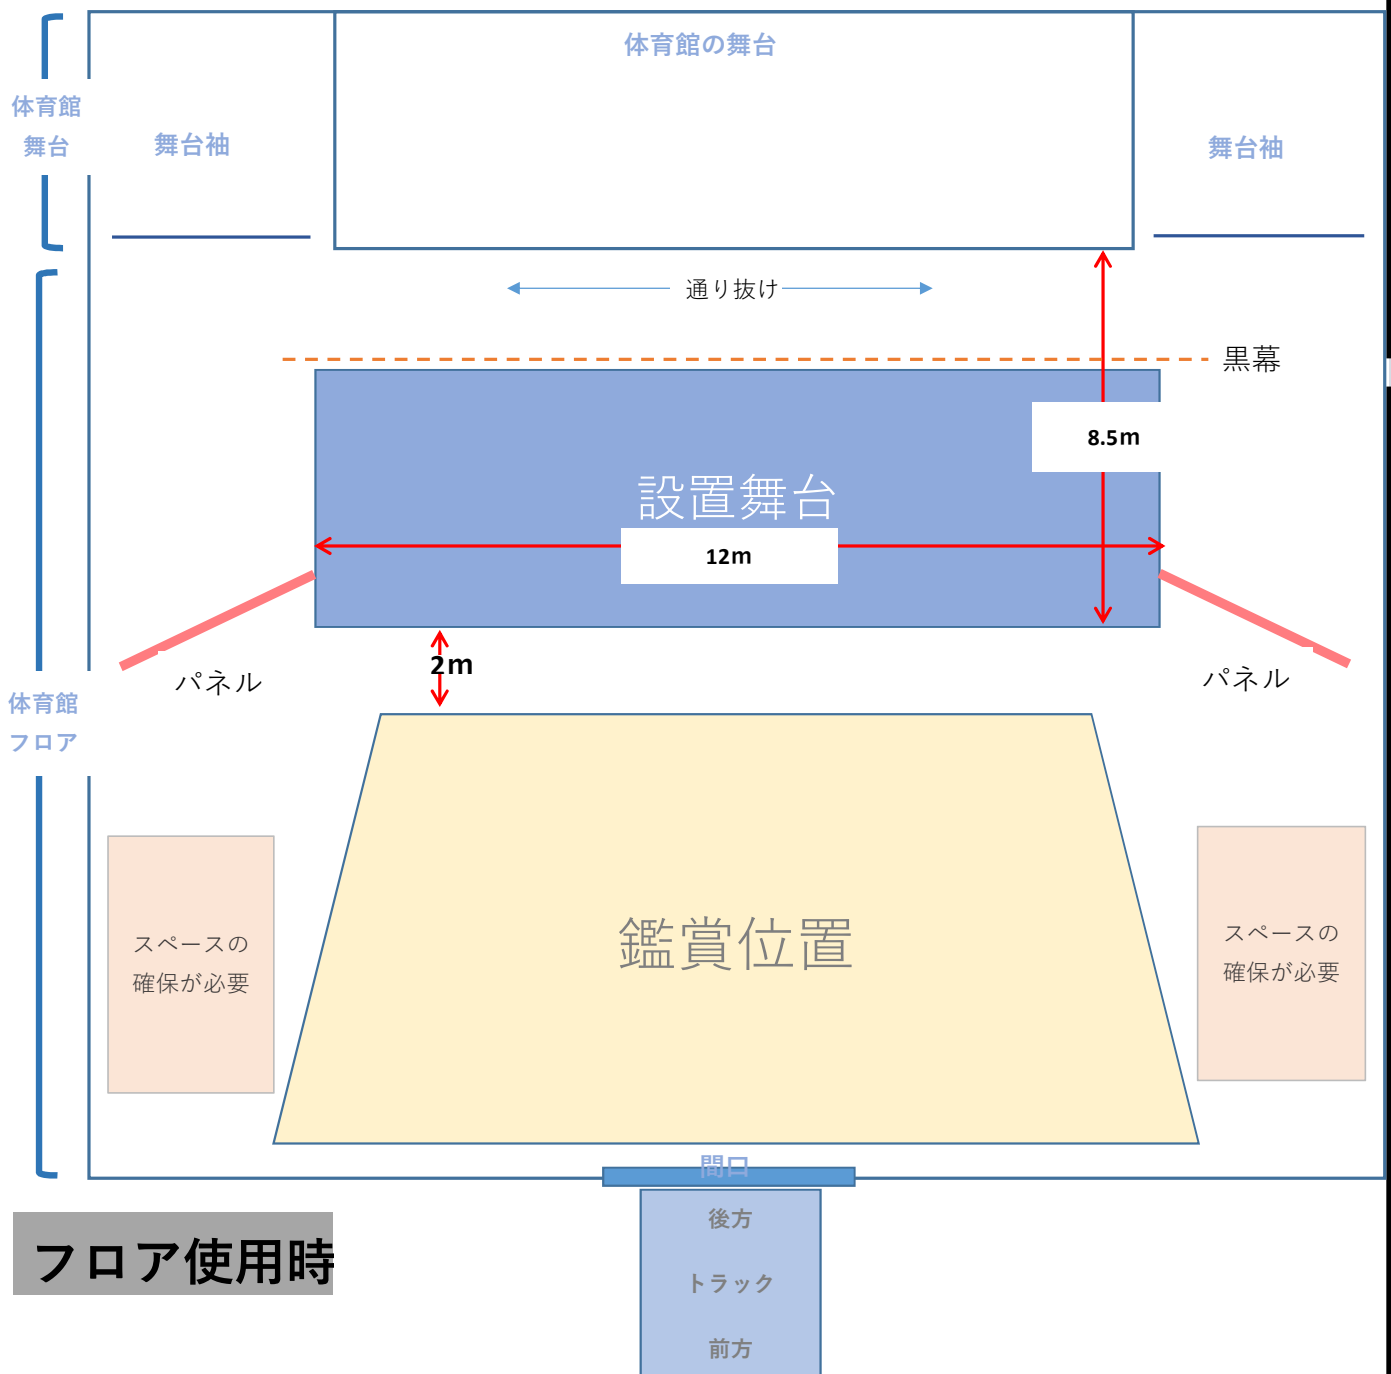 体育館の舞台
体育館
舞台
舞台袖
舞台袖
通り抜け
黒幕
8.5m
設置舞台
12m
2m
パネル
パネル
体育館
フロア
スペースの
確保が必要
鑑賞位置
スペースの
確保が必要
間口
後方
トラック
前方
フロア使用時